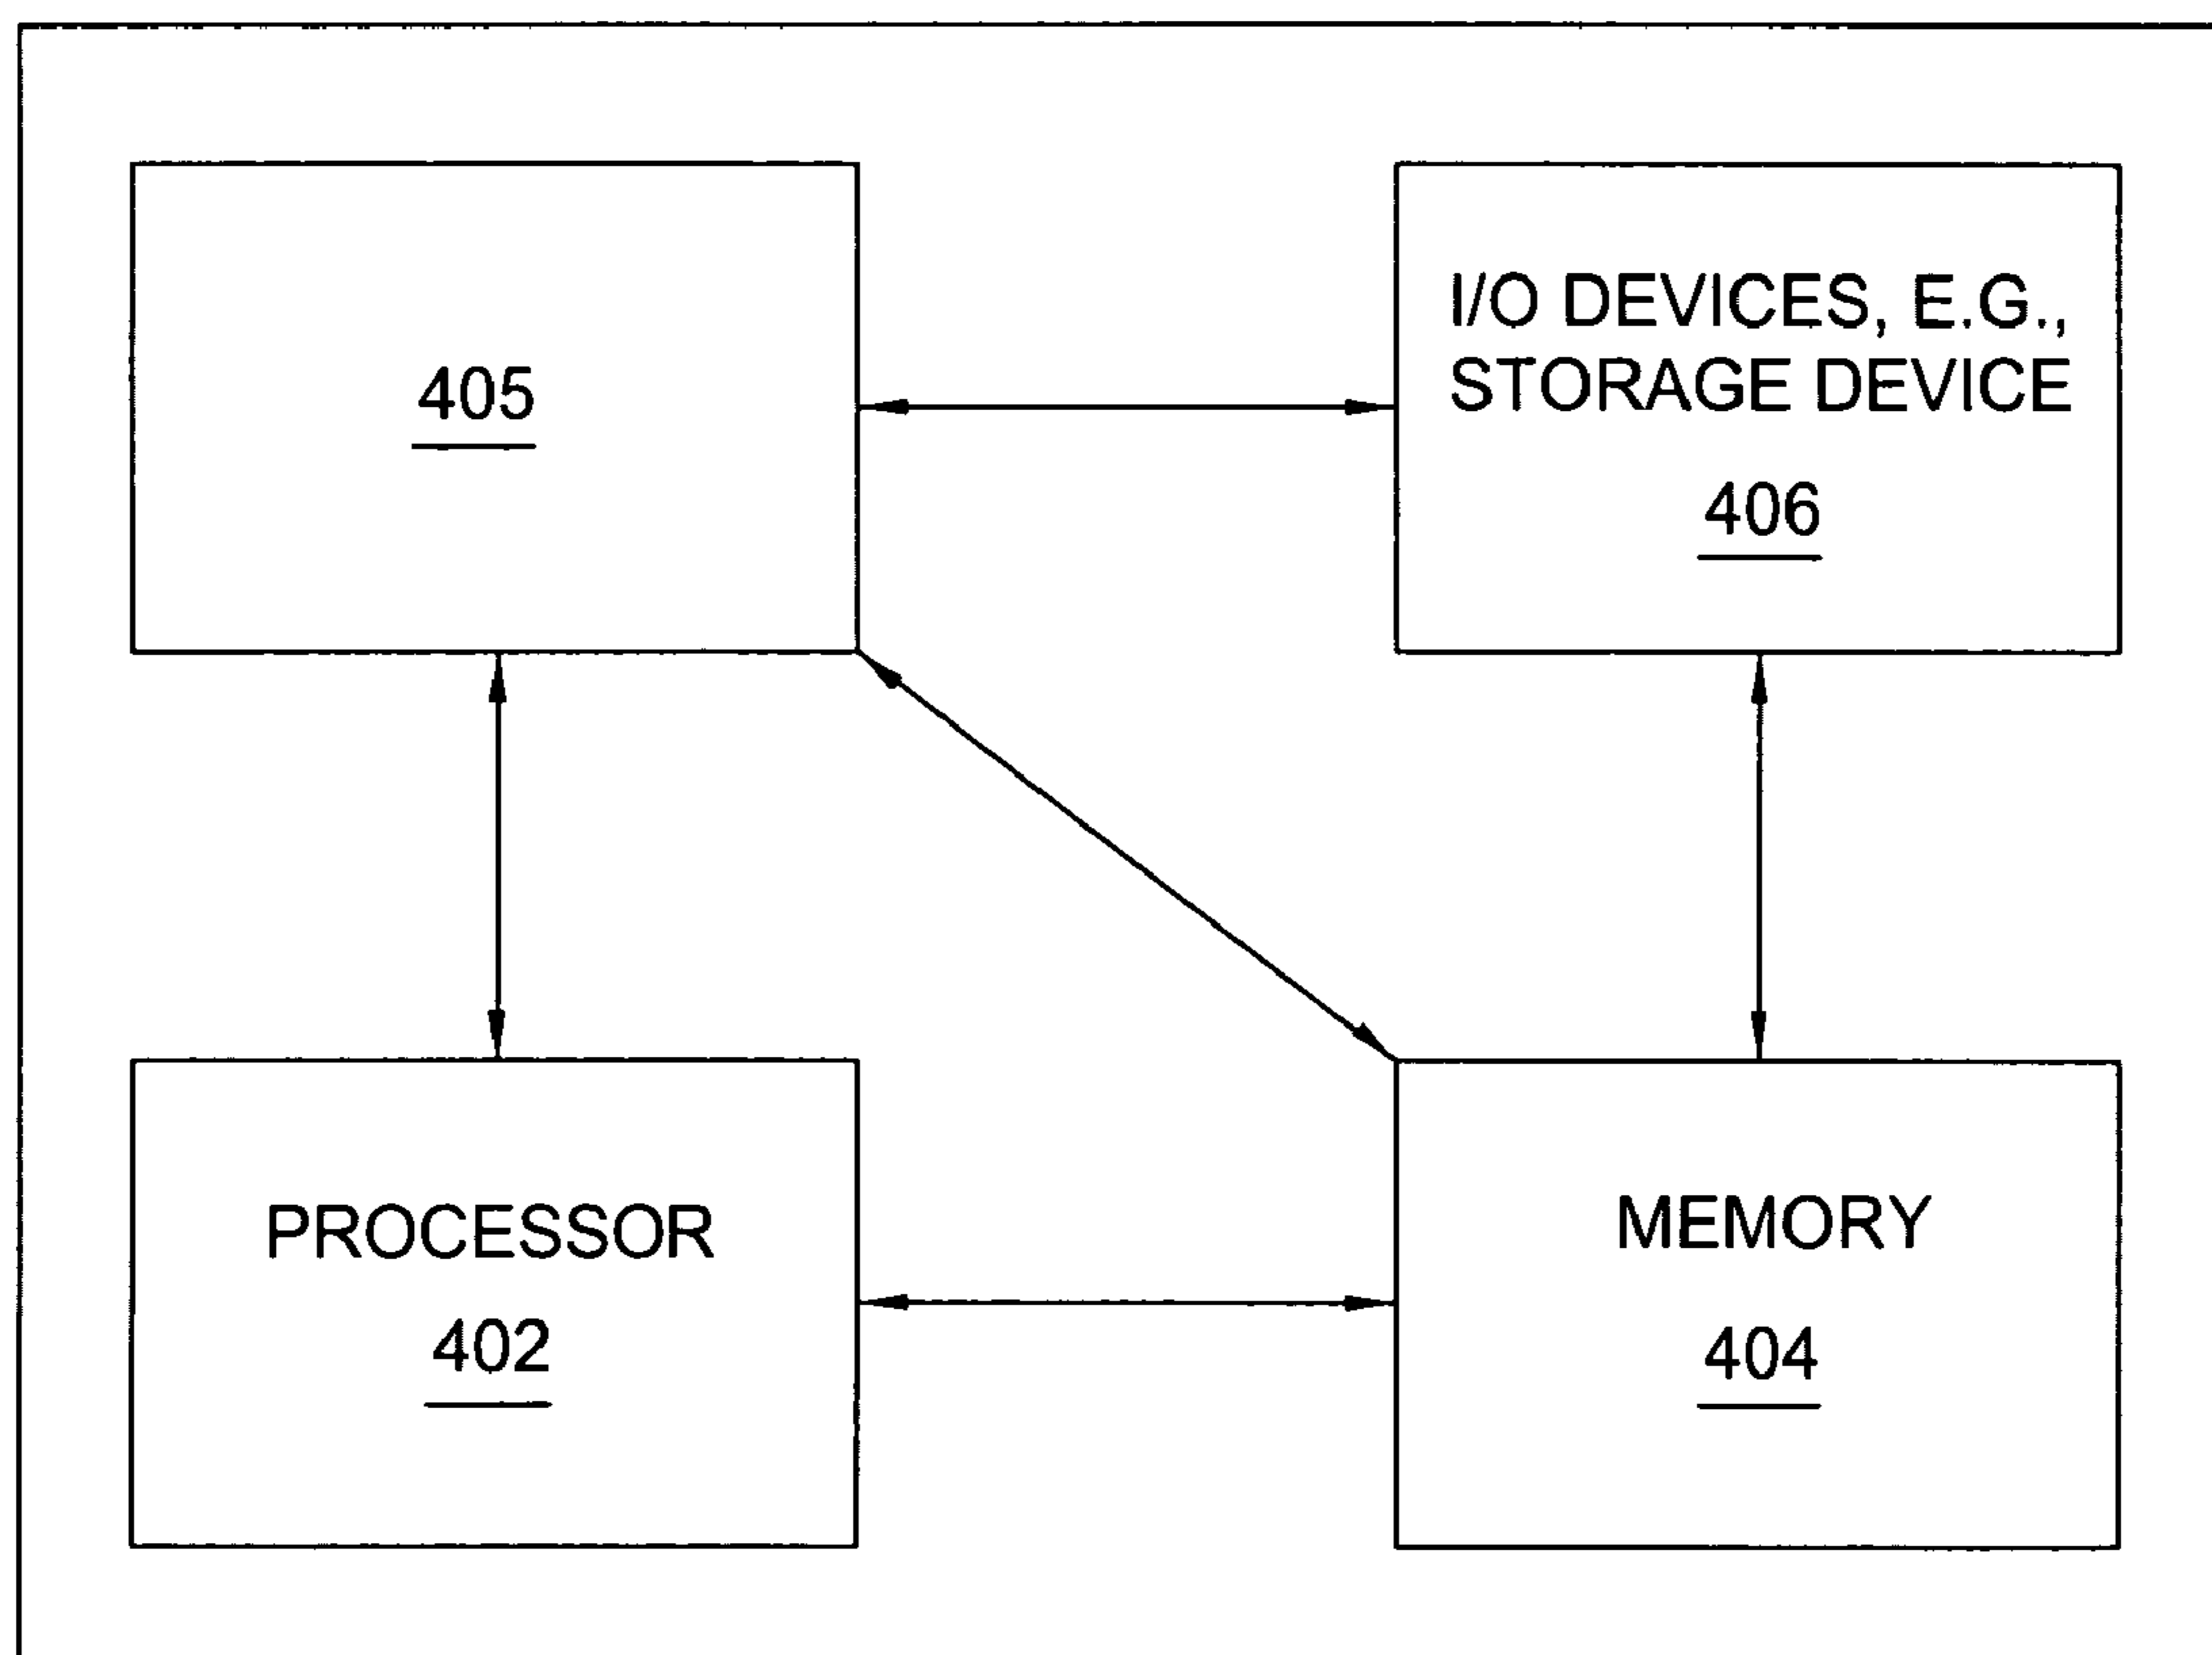 405
I/O DEVICES, E.G.,
STORAGE DEVICE
406
PROCESSOR
402
MEMORY
404